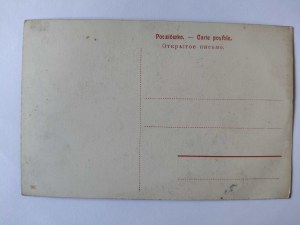 Pocztówka. — Carte postale.
Открытое письмо.